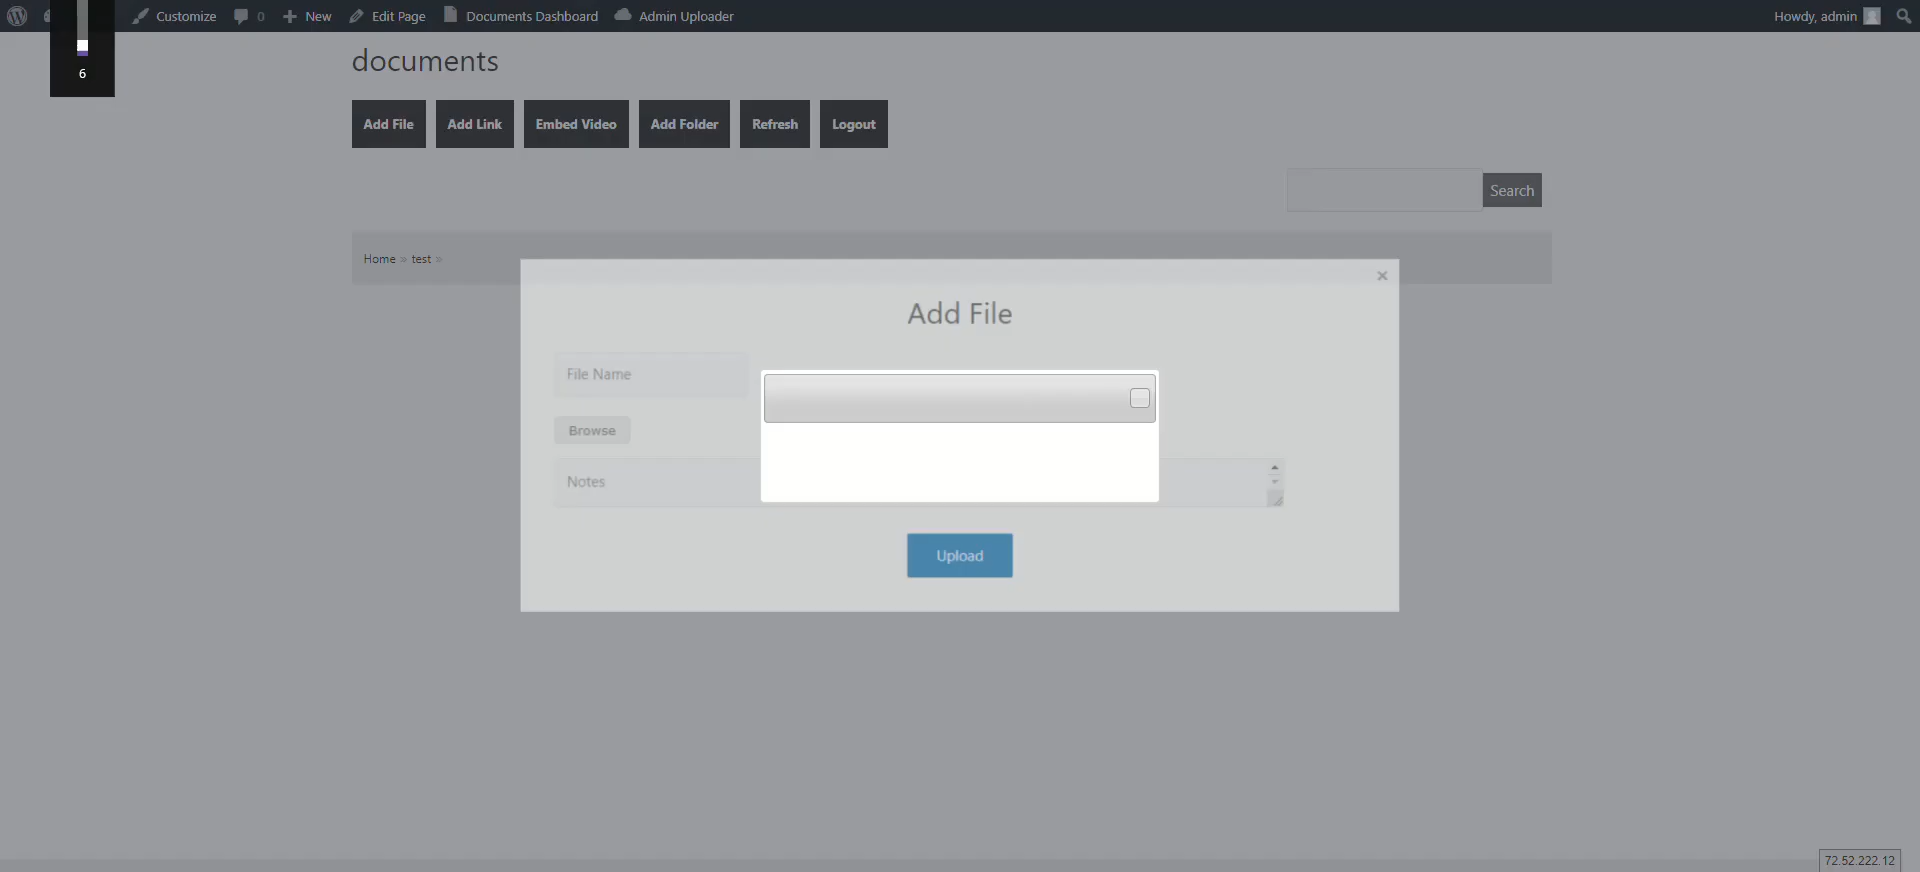 Customize 0 New Edit Page Documents Dashboard Admin Uploader Howdy, admin
6
documents
Add File Add Link Embed Video Add Folder Refresh Logout
Search
Home » test »
×
Add File
File Name
Browse
Notes
Upload
72.52.222.12